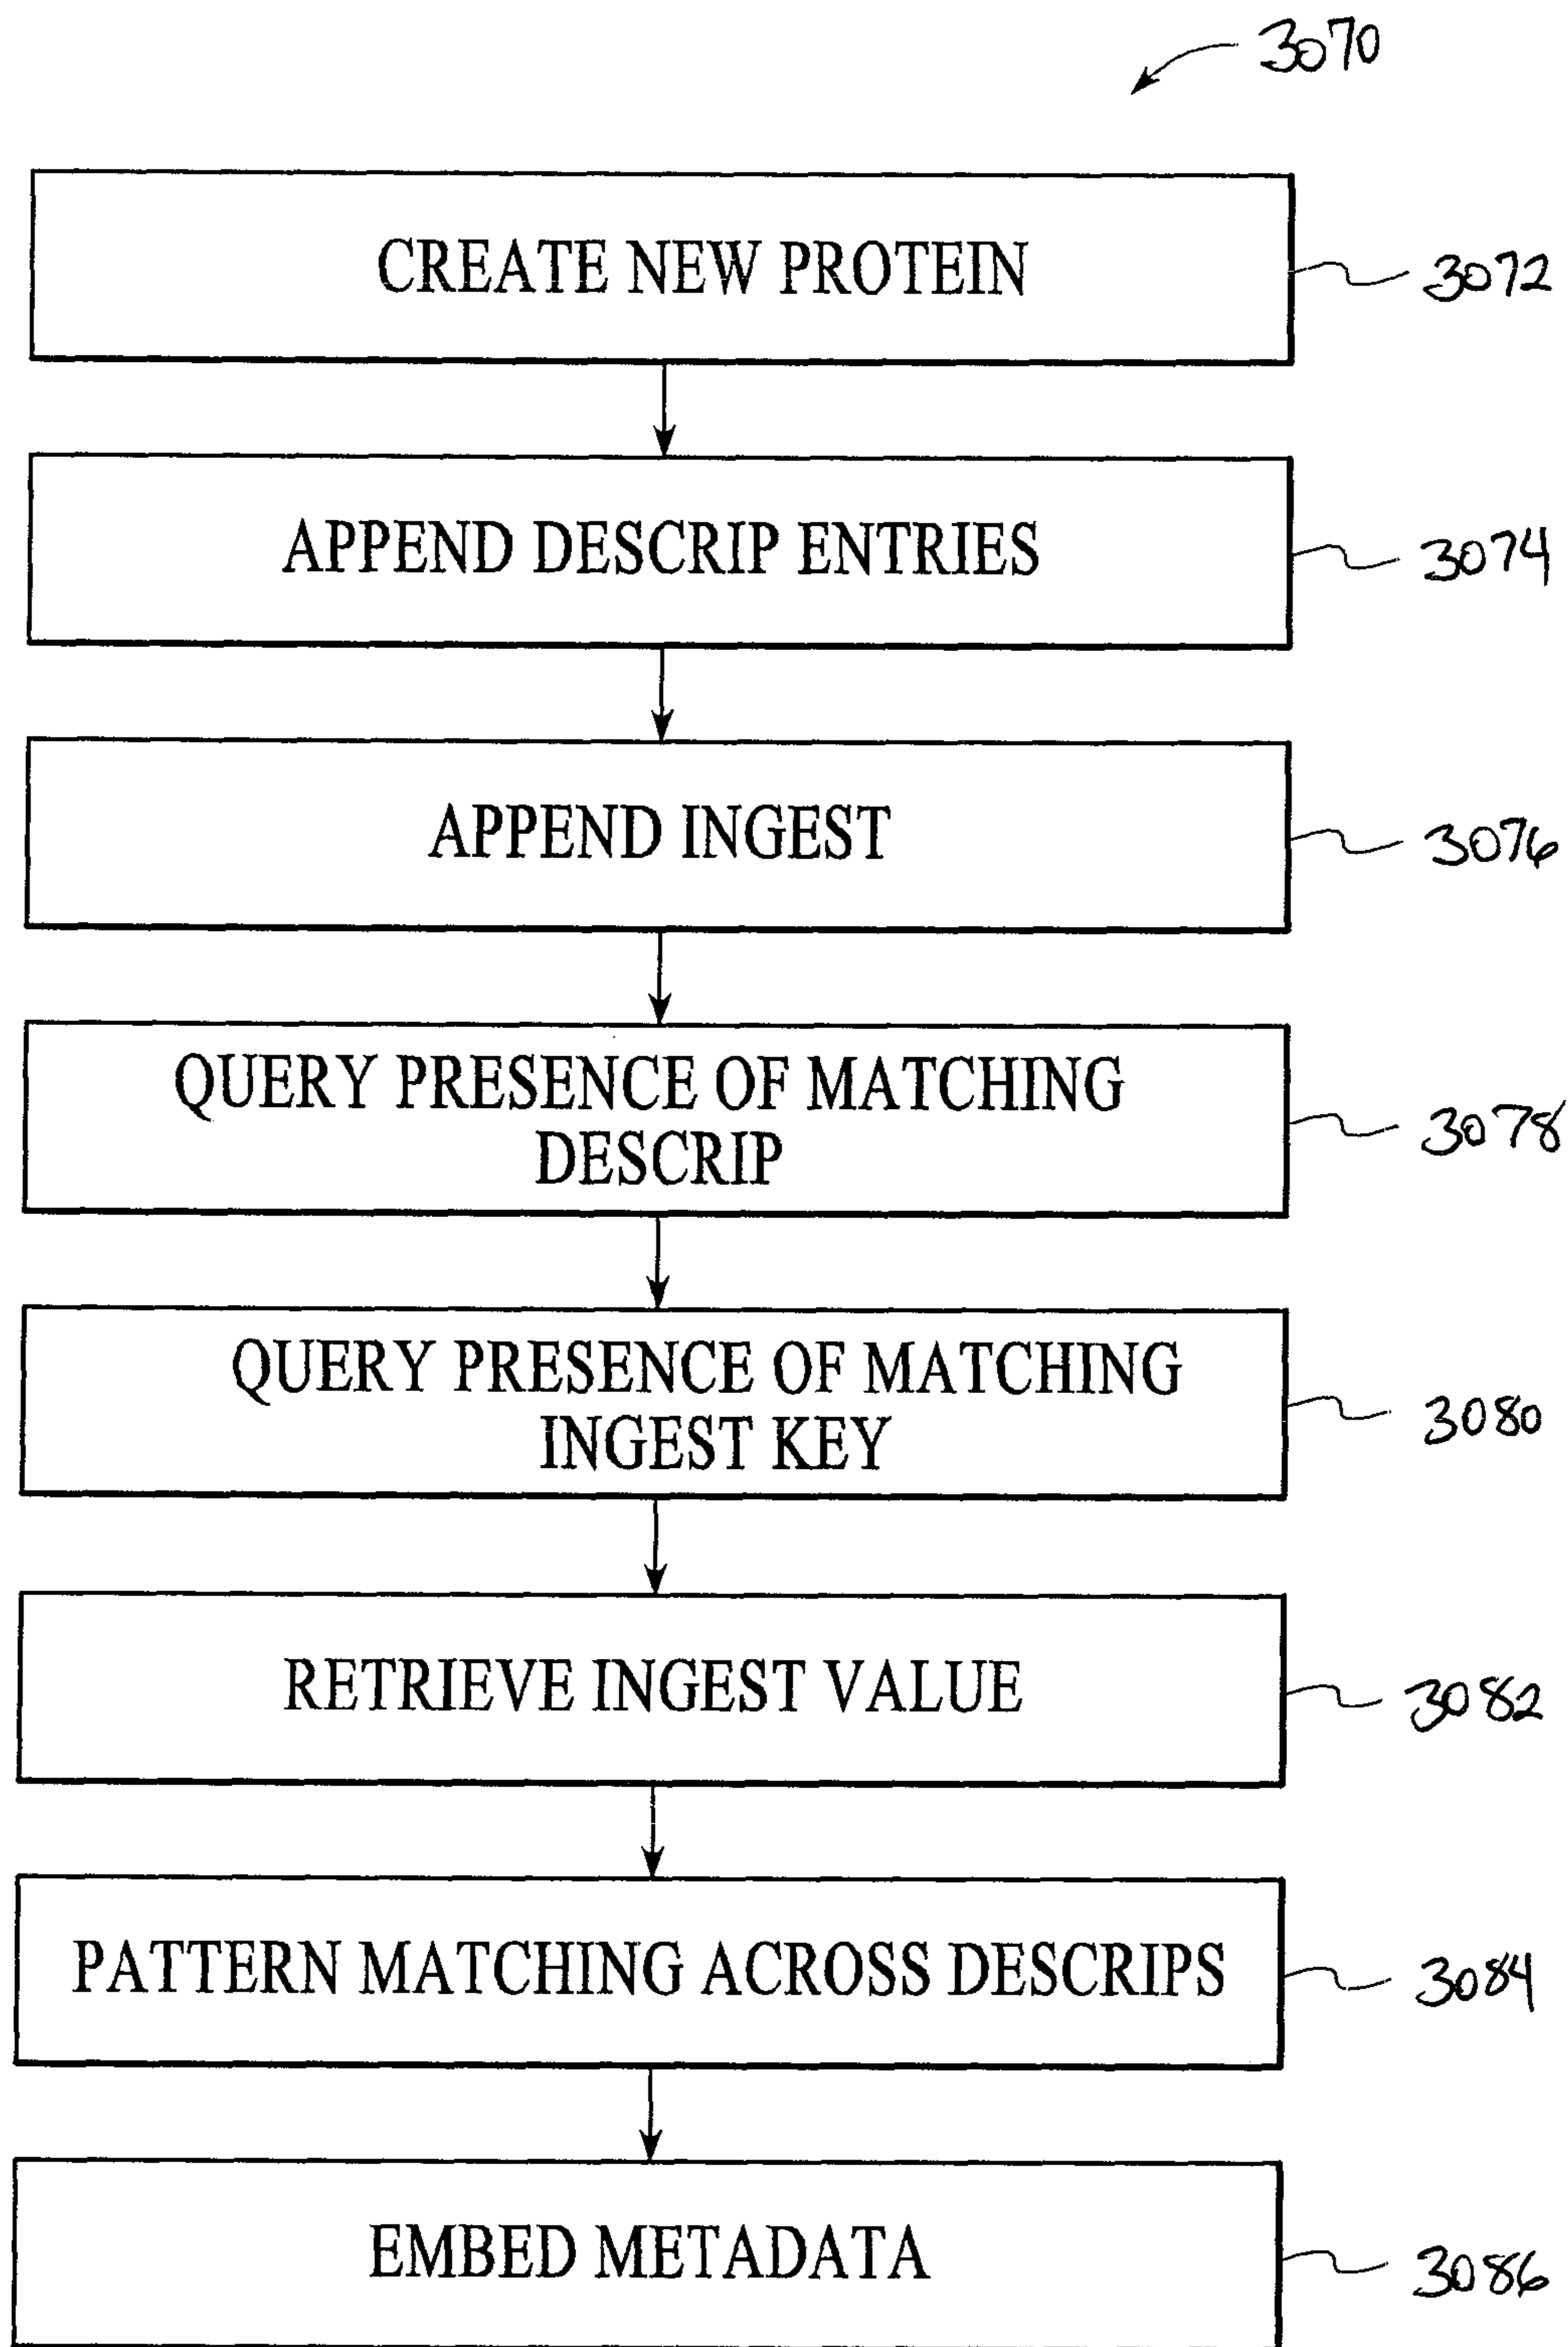 3070
CREATE NEW PROTEIN
3072
APPEND DESCRIP ENTRIES
3074
APPEND INGEST
3076
QUERY PRESENCE OF MATCHING
DESCRIP
3078
QUERY PRESENCE OF MATCHING
INGEST KEY
3080
RETRIEVE INGEST VALUE
3082
PATTERN MATCHING ACROSS DESCRIPS
3084
EMBED METADATA
3086